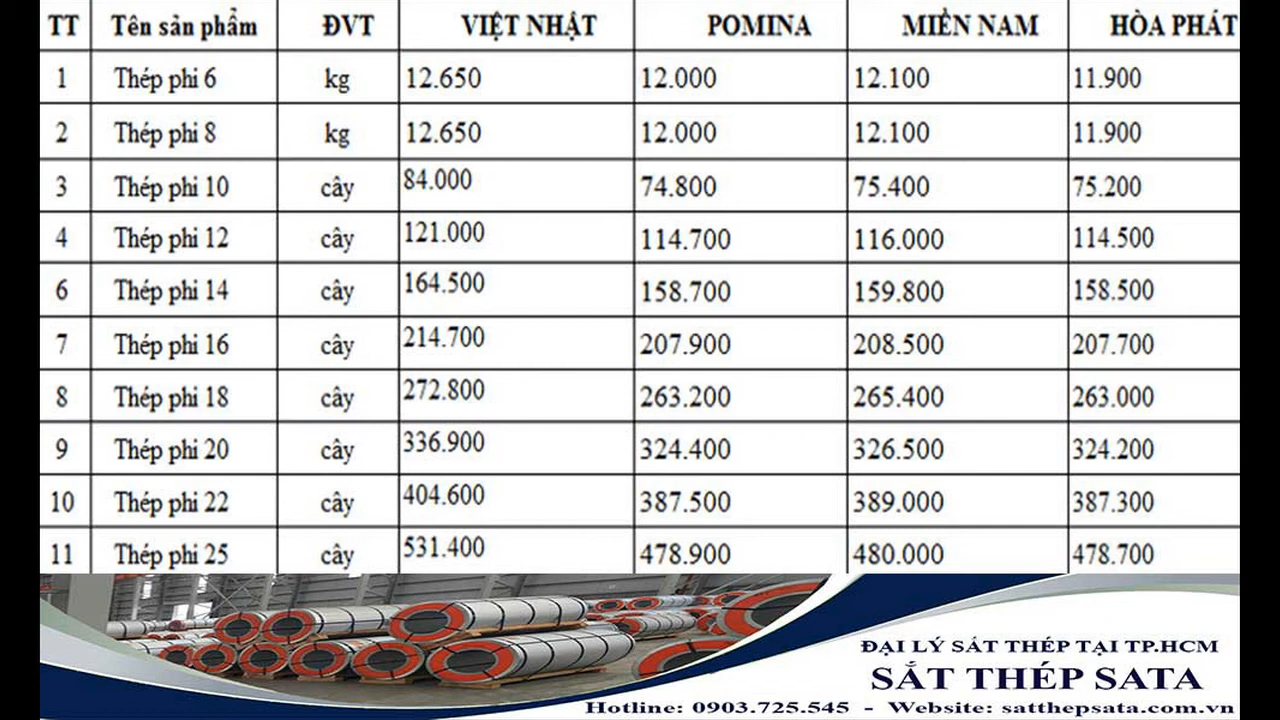 TT Tên sản phẩm ĐVT VIỆT NHẬT POMINA MIỀN NAM HÒA PHÁT
1 Thép phi 6 kg 12.650 12.000 12.100 11.900
2 Thép phi 8 kg 12.650 12.000 12.100 11.900
3 Thép phi 10 cây 84.000 74.800 75.400 75.200
4 Thép phi 12 cây 121.000 114.700 116.000 114.500
6 Thép phi 14 cây 164.500 158.700 159.800 158.500
7 Thép phi 16 cây 214.700 207.900 208.500 207.700
8 Thép phi 18 cây 272.800 263.200 265.400 263.000
9 Thép phi 20 cây 336.900 324.400 326.500 324.200
10 Thép phi 22 cây 404.600 387.500 389.000 387.300
11 Thép phi 25 cây 531.400 478.900 480.000 478.700
ĐẠI LÝ SẮT THÉP TẠI TP.HCM
SẮT THÉP SATA
Hotline: 0903.725.545 - Website: satthepsata.com.vn